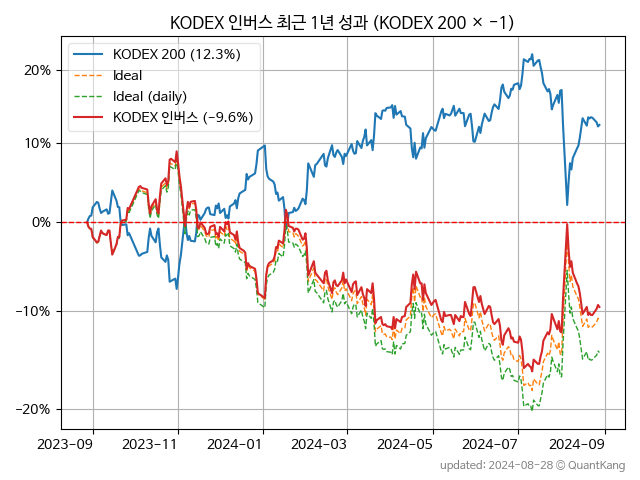 KODEX 인버스 최근 1년 성과 (KODEX 200 × −1)
KODEX 200 (12.3%)
Ideal
Ideal (daily)
KODEX 인버스 (−9.6%)
20%
10%
0%
−10%
−20%
2023−09
2023−11
2024−01
2024−03
2024−05
2024−07
2024−09
updated: 2024−08−28 © QuantKang